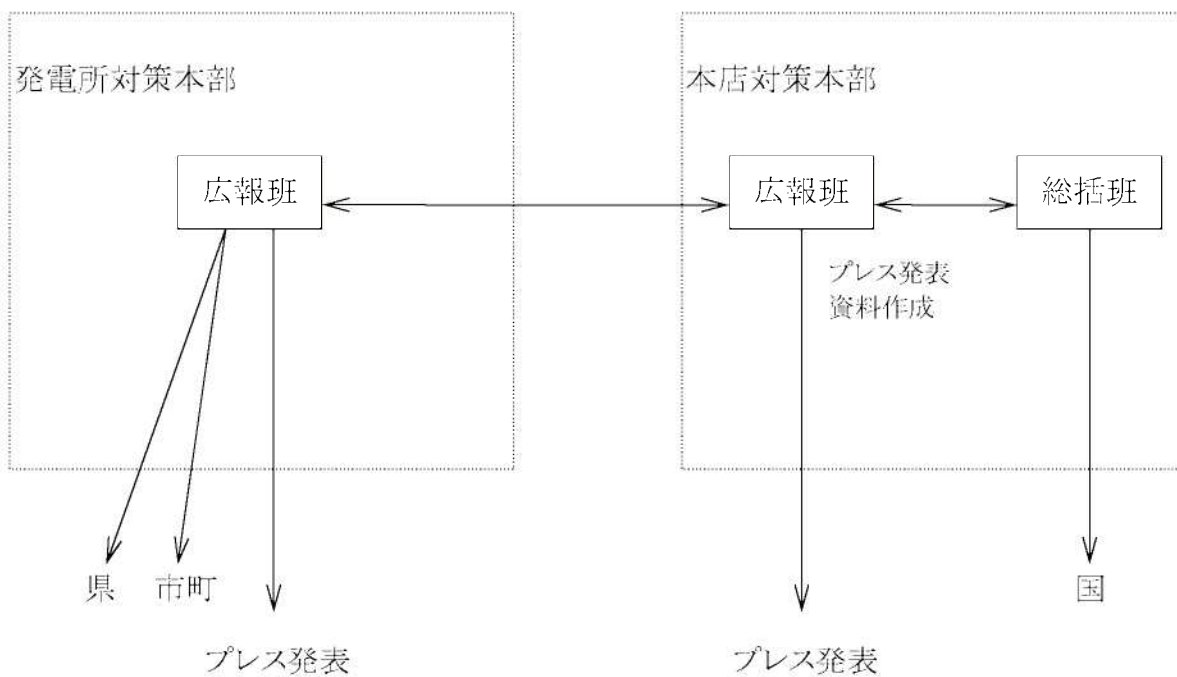 発電所対策本部
本店対策本部
広報班
広報班
総括班
プレス発表
資料作成
県
市町
国
プレス発表
プレス発表